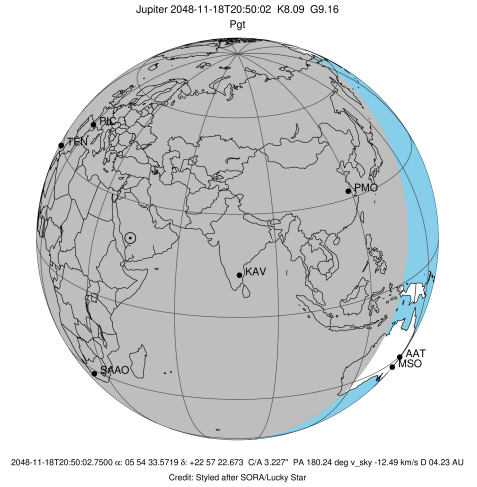 Jupiter 2048-11-18T20:50:02 K8.09 G9.16
Pgt
PIC
TEN
PMO
KAV
SAAO
AAT
MSO
2048-11-18T20:50:02.7500 α: 05 54 33.5719 δ: +22 57 22.673 C/A 3.227" PA 180.24 deg v_sky -12.49 km/s D 04.23 AU
Credit: Styled after SORA/Lucky Star